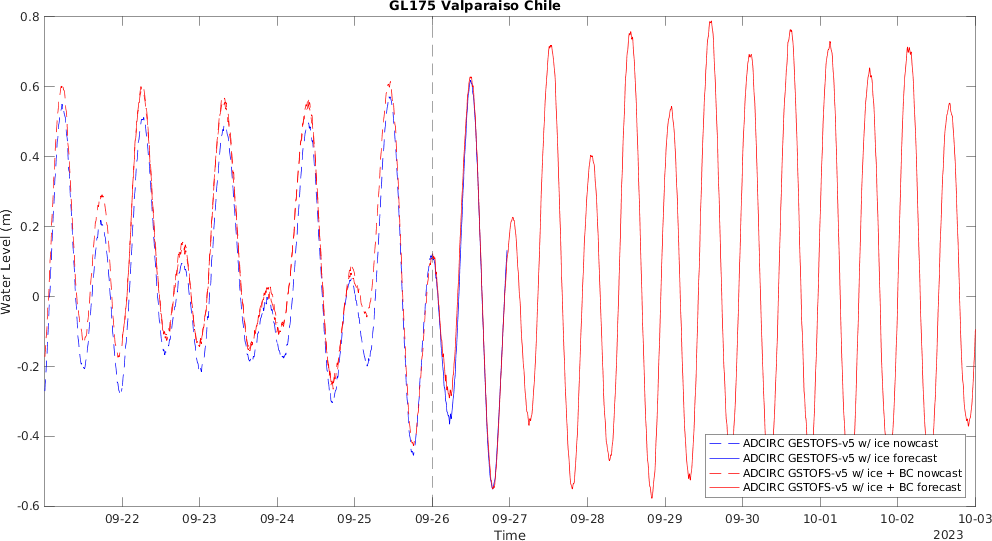 GL175 Valparaiso Chile
Water Level (m)
0.8
0.6
0.4
0.2
0
-0.2
-0.4
-0.6
ADCIRC GESTOFS-v5 w/ ice nowcast
ADCIRC GESTOFS-v5 w/ ice forecast
ADCIRC GSTOFS-v5 w/ ice + BC nowcast
ADCIRC GSTOFS-v5 w/ ice + BC forecast
09-22 09-23 09-24 09-25 09-26 09-27 09-28 09-29 09-30 10-01 10-02 10-03
Time
2023